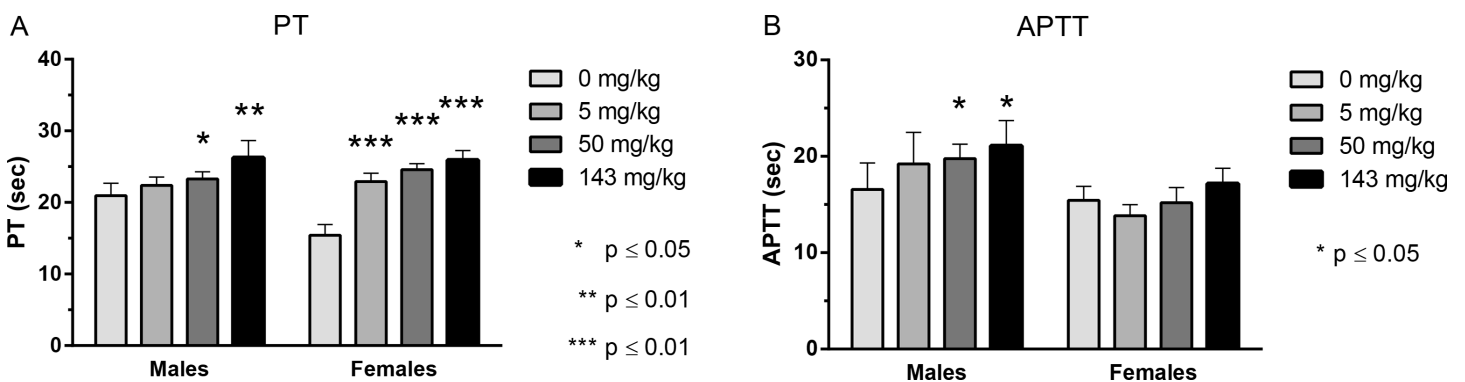 A
PT
PT (sec)
40
30
20
10
0
*
**
***
***
***
Males
Females
0 mg/kg
5 mg/kg
50 mg/kg
143 mg/kg
* p ≤ 0.05
** p ≤ 0.01
*** p ≤ 0.01
B
APTT
APTT (sec)
30
20
10
0
*
*
Males
Females
0 mg/kg
5 mg/kg
50 mg/kg
143 mg/kg
* p ≤ 0.05